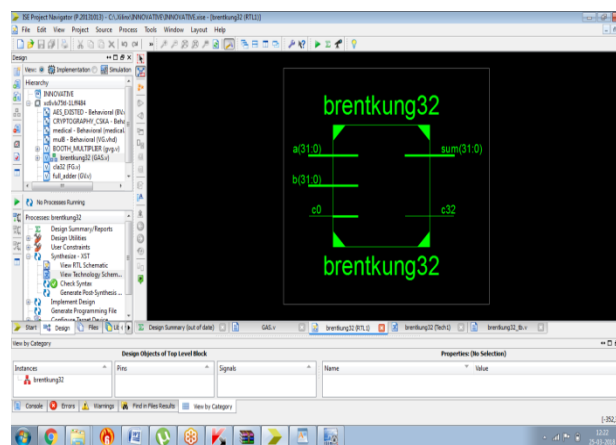 ISE Project Navigator (P.20131013) - C:\Xilinx\INNOVATIVE\INNOVATIVE.xise - [brentkung32 (RTL1)]
File Edit View Project Source Process Tools Window Layout Help
Design
View: Implementation Simulation
Hierarchy
INNOVATIVE
AES_EXISTED - Behavioral
CRYPTOGRAPHY_CSKA - Beha
medical - Behavioral (medical.
mul8 - Behavioral (VG.vhd)
BOOTH_MULTIPLIER (gvg.v)
brentkung32 (GAS.v)
cla32 (FG.v)
full_adder (GV.v)
No Processes Running
Processes: brentkung32
Design Summary/Reports
Design Utilities
User Constraints
Synthesize - XST
View RTL Schematic
View Technology Schem...
Check Syntax
Generate Post-Synthesis ...
Implement Design
Generate Programming File
Configure Target Device
Start Design Files
brentkung32
a(31:0) sum(31:0)
b(31:0)
c0 c32
brentkung32
Design Summary (out of date) GAS.v brentkung32 (RTL1) brentkung32 (Tech1) brentkung32_tb.v
View by Category
Design Objects of Top Level Block Properties: (No Selection)
Instances Pins Signals Name Value
brentkung32
Console Errors Warnings Find in Files Results View by Category
12:22